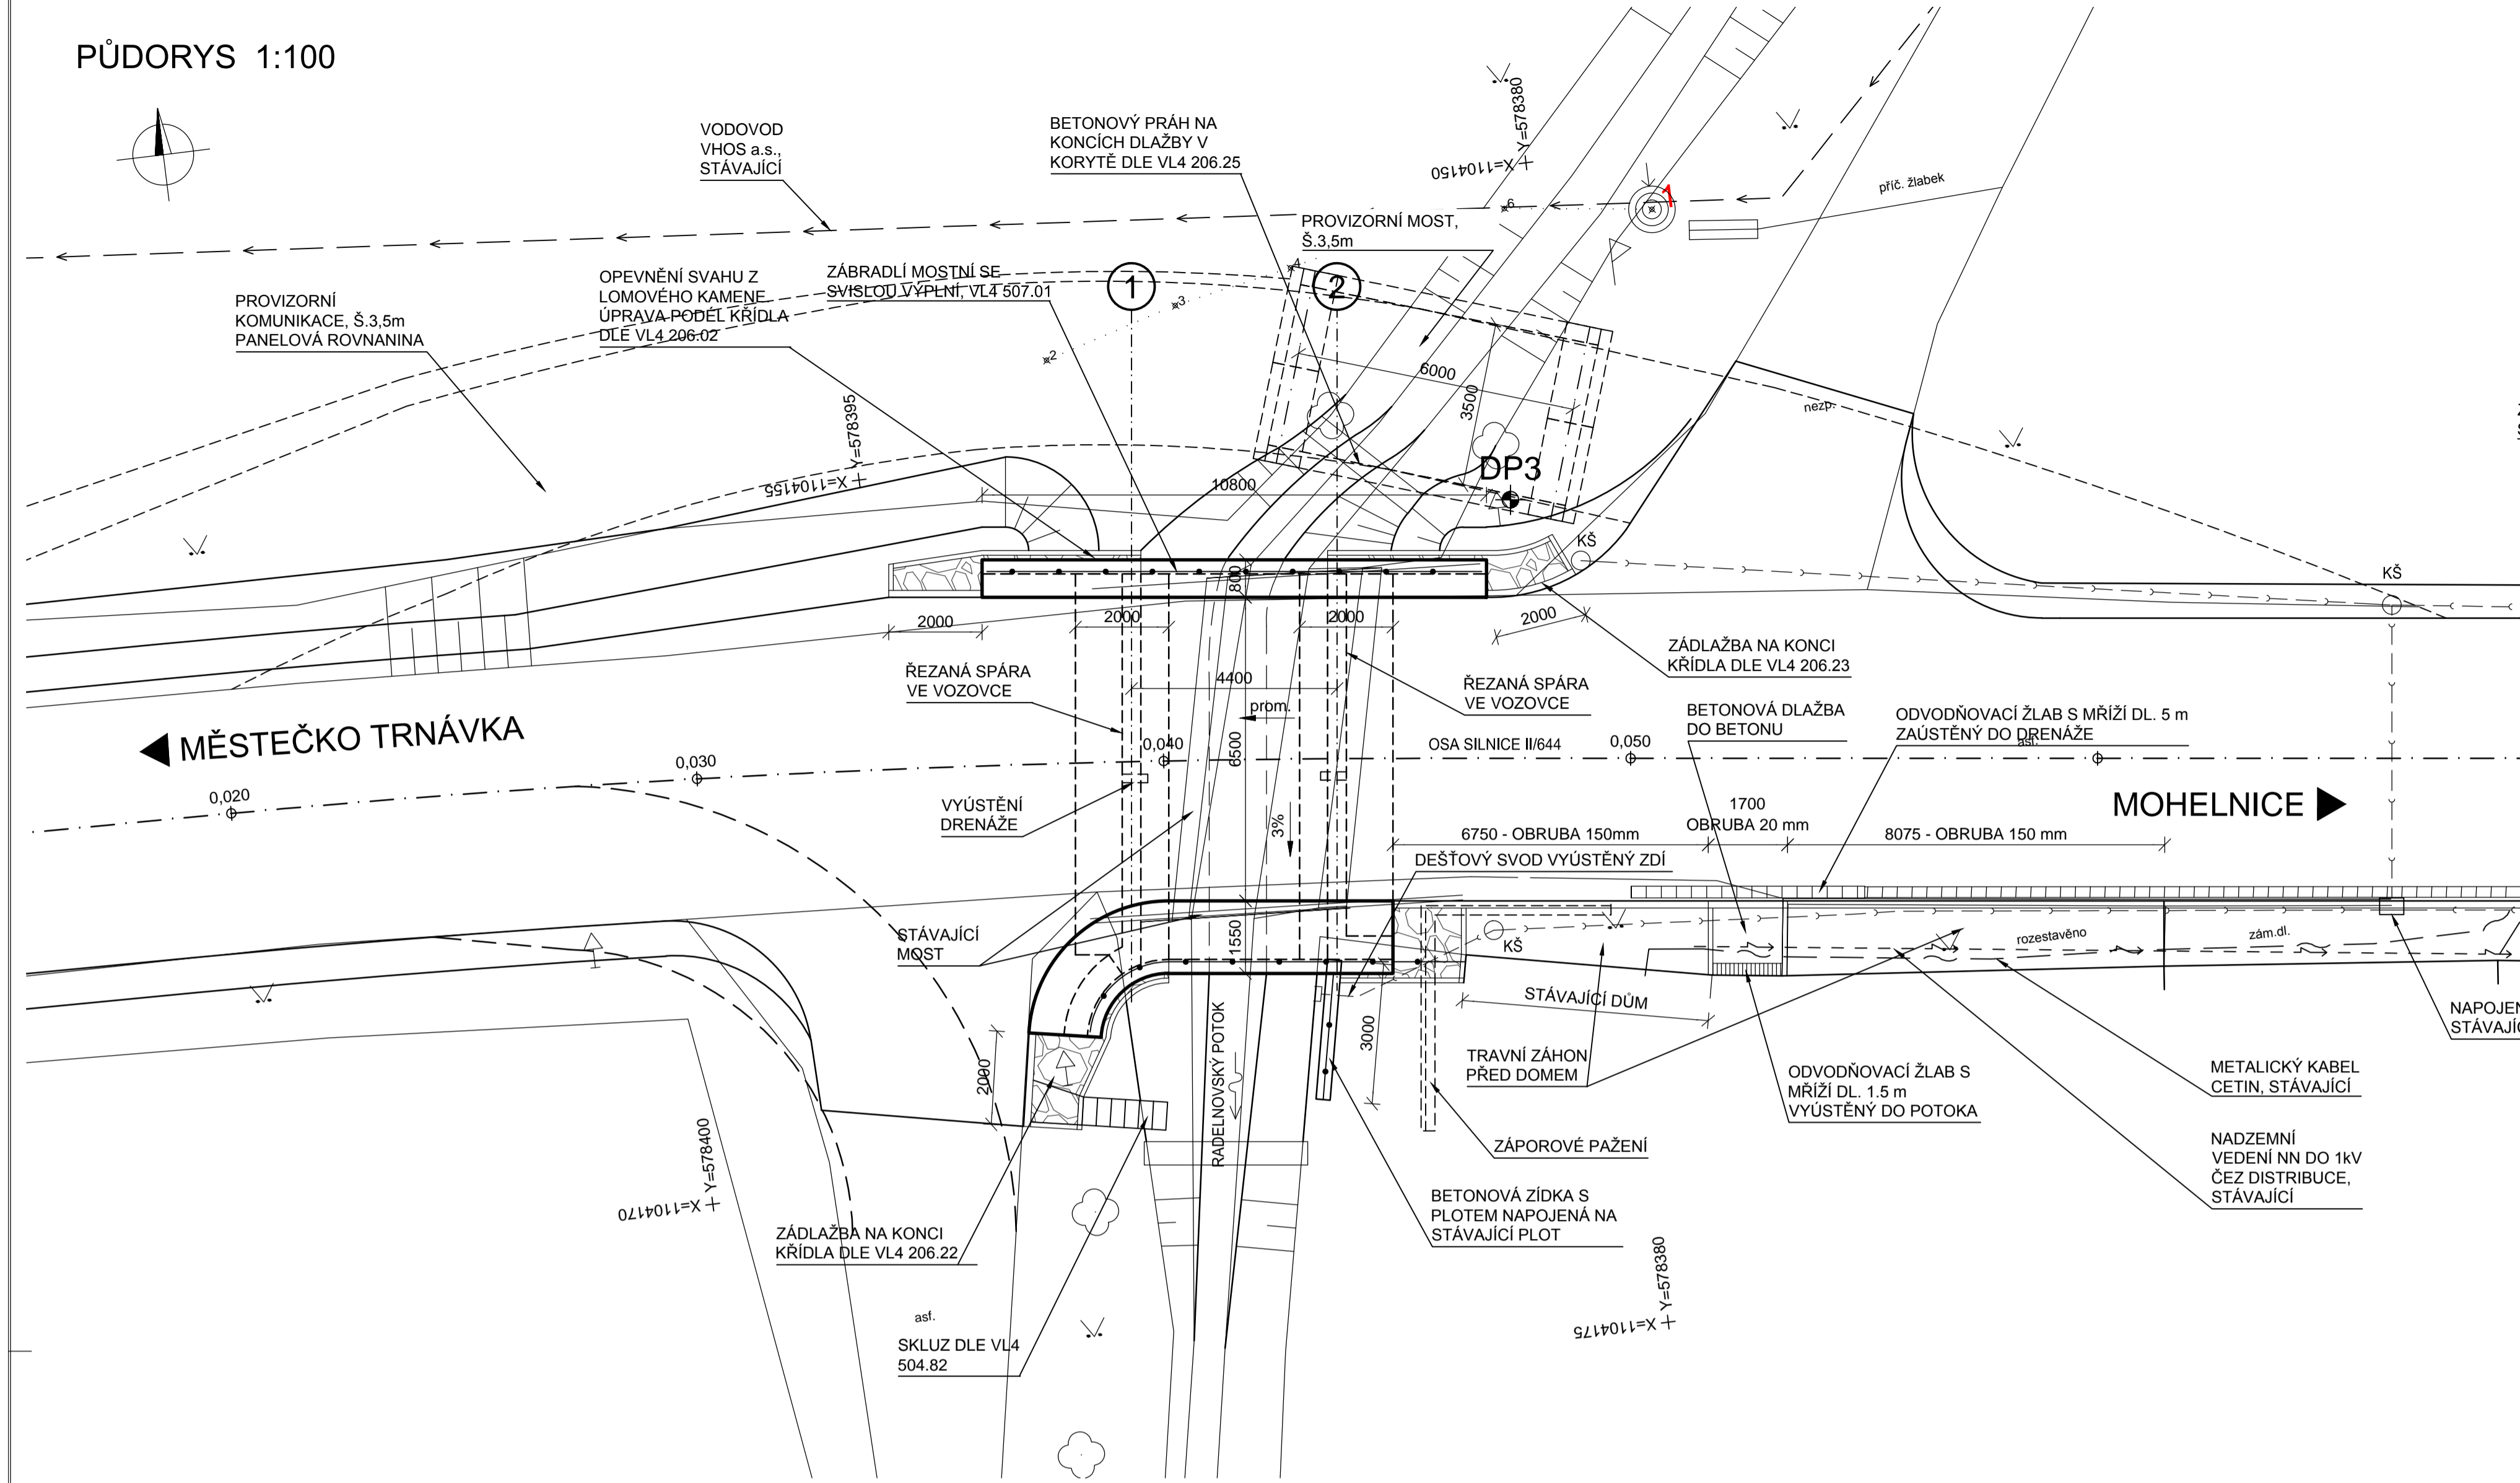 PŮDORYS 1:100
VODOVOD
VHOS a.s.,
STÁVAJÍCÍ
BETONOVÝ PRÁH NA
KONCÍCH DLAŽBY V
KORYTĚ DLE VL4 206.25
X=1104150
Y=578380
6
1
příč. žlabek
PROVIZORNÍ MOST,
Š.3,5m
PROVIZORNÍ
KOMUNIKACE, Š.3,5m
PANELOVÁ ROVNANINA
OPEVNĚNÍ SVAHU Z
LOMOVÉHO KAMENE.
ÚPRAVA PODÉL KŘÍDLA
DLE VL4 206.02
ZÁBRADLÍ MOSTNÍ SE
SVISLOU VÝPLNÍ, VL4 507.01
1
2
4
3
2
6000
3500
nezp.
X=1104155
Y=578395
10800
DP3
KŠ
KŠ
800
2000
2000
2000
2000
ZÁDLAŽBA NA KONCI
KŘÍDLA DLE VL4 206.23
ŘEZANÁ SPÁRA
VE VOZOVCE
4400
ŘEZANÁ SPÁRA
VE VOZOVCE
prom.
BETONOVÁ DLAŽBA
DO BETONU
ODVODŇOVACÍ ŽLAB S MŘÍŽÍ DL. 5 m
ZAÚSTĚNÝ DO DRENÁŽE
asf.
MĚSTEČKO TRNÁVKA
0,020
0,030
0,040
6500
OSA SILNICE II/644
0,050
MOHELNICE
VYÚSTĚNÍ
DRENÁŽE
3%
1700
OBRUBA 20 mm
6750 - OBRUBA 150mm
8075 - OBRUBA 150 mm
DEŠŤOVÝ SVOD VYÚSTĚNÝ ZDÍ
STÁVAJÍCÍ
MOST
1550
KŠ
rozestavěno
zám.dl.
STÁVAJÍCÍ DŮM
2000
RADELNOVSKÝ POTOK
3000
TRAVNÍ ZÁHON
PŘED DOMEM
ODVODŇOVACÍ ŽLAB S
MŘÍŽÍ DL. 1.5 m
VYÚSTĚNÝ DO POTOKA
METALICKÝ KABEL
CETIN, STÁVAJÍCÍ
ZÁPOROVÉ PAŽENÍ
NADZEMNÍ
VEDENÍ NN DO 1kV
ČEZ DISTRIBUCE,
STÁVAJÍCÍ
X=1104170
Y=578400
ZÁDLAŽBA NA KONCI
KŘÍDLA DLE VL4 206.22
BETONOVÁ ZÍDKA S
PLOTEM NAPOJENÁ NA
STÁVAJÍCÍ PLOT
X=1104175
Y=578380
asf.
SKLUZ DLE VL4
504.82